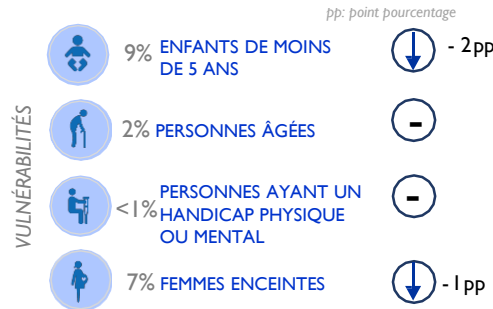 pp: point pourcentage
VULNÉRABILITÉS
9% ENFANTS DE MOINS
DE 5 ANS
- 2pp
2% PERSONNES ÂGÉES
-
<1% PERSONNES AYANT UN
HANDICAP PHYSIQUE
OU MENTAL
-
7% FEMMES ENCEINTES
- 1pp